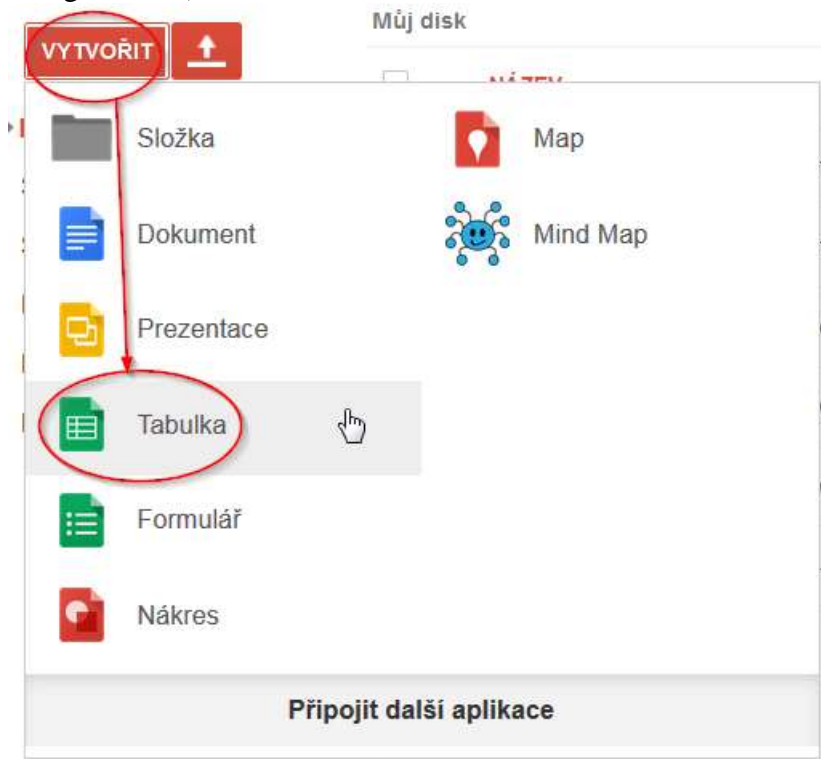 Můj disk
VYTVOŘIT
Složka
Map
Dokument
Mind Map
Prezentace
Tabulka
Formulář
Nákres
Připojit další aplikace